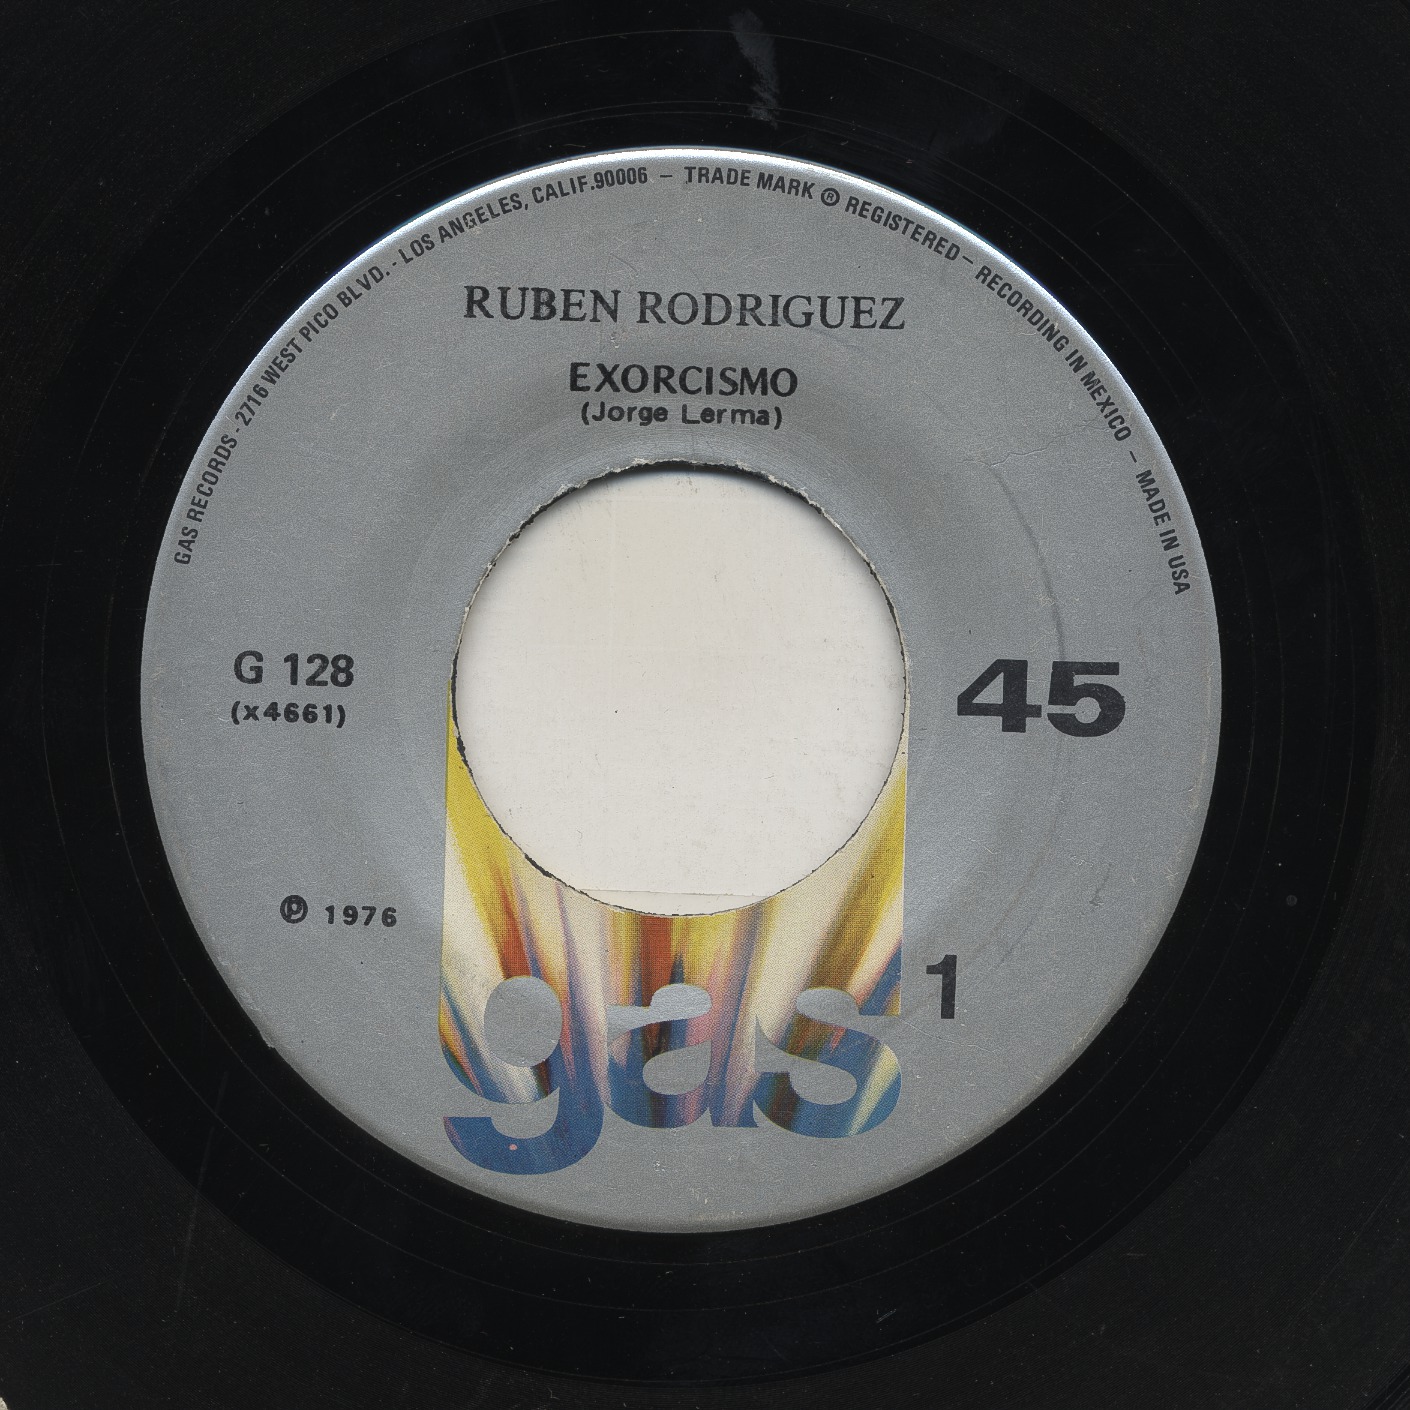 GAS RECORDS - 2716 WEST PICO BLVD. - LOS ANGELES, CALIF.90006 – TRADE MARK ® REGISTERED – RECORDING IN MEXICO – MADE IN USA
RUBEN RODRIGUEZ
EXORCISMO
(Jorge Lerma)
G 128
(x4661)
45
℗ 1976
1
gas